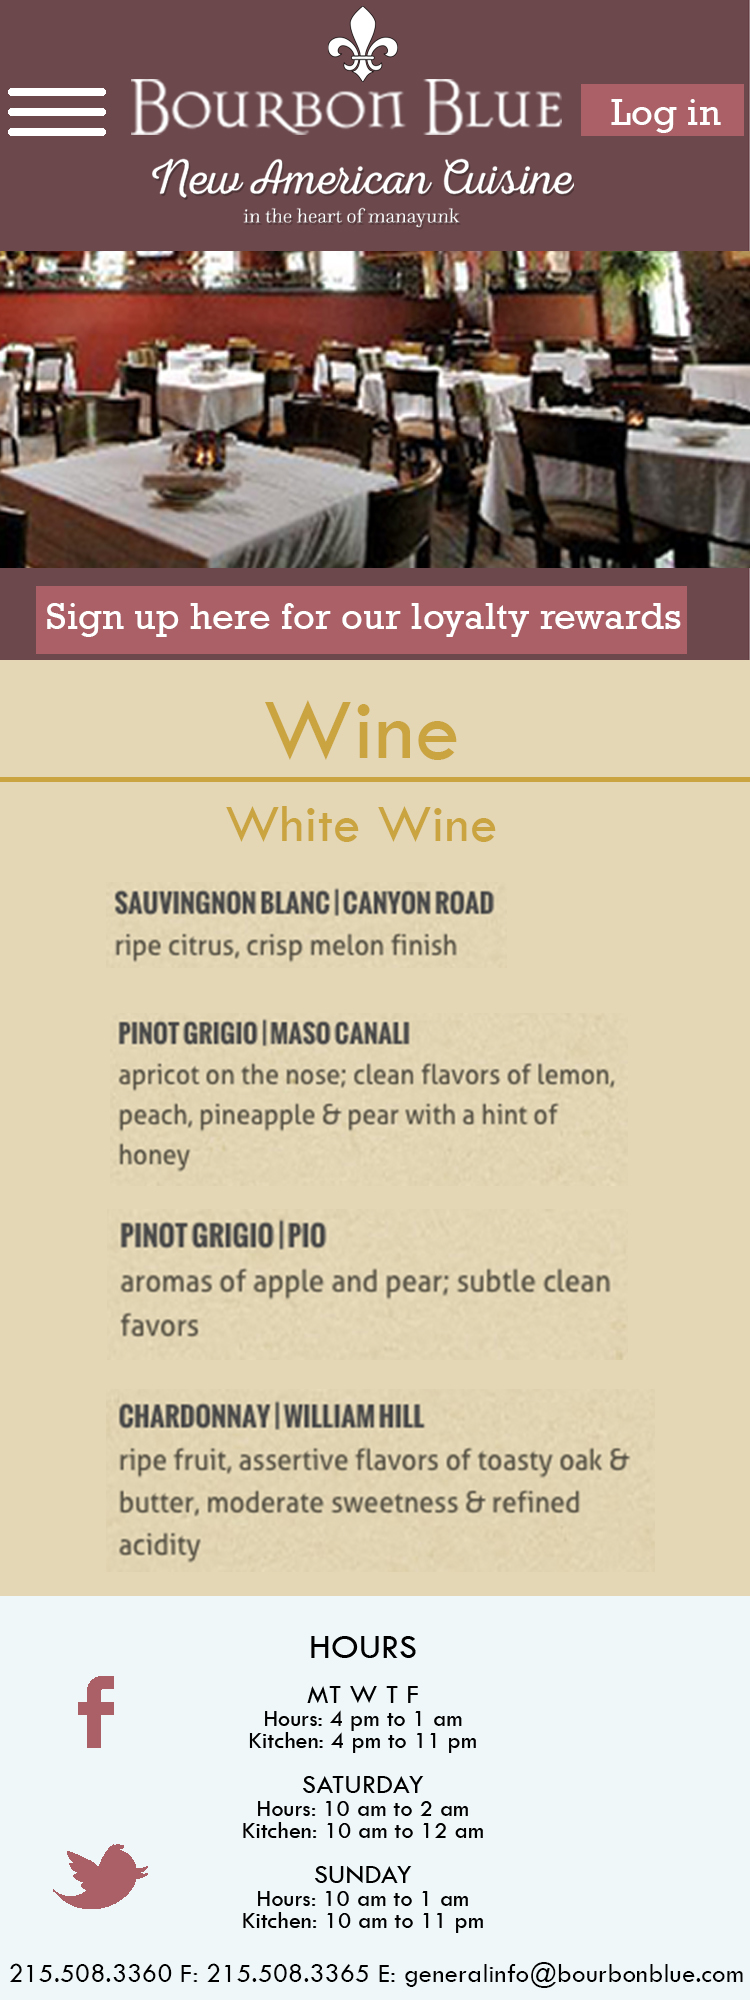 BOURBON BLUE
Log in
New American Cuisine
in the heart of manayunk
Sign up here for our loyalty rewards
Wine
White Wine
SAUVINGNON BLANC | CANYON ROAD
ripe citrus, crisp melon finish
PINOT GRIGIO | MASO CANALI
apricot on the nose; clean flavors of lemon,
peach, pineapple & pear with a hint of
honey
PINOT GRIGIO | PIO
aromas of apple and pear; subtle clean
favors
CHARDONNAY | WILLIAM HILL
ripe fruit, assertive flavors of toasty oak &
butter, moderate sweetness & refined
acidity
HOURS
MT W T F
Hours: 4 pm to 1 am
Kitchen: 4 pm to 11 pm
SATURDAY
Hours: 10 am to 2 am
Kitchen: 10 am to 12 am
SUNDAY
Hours: 10 am to 1 am
Kitchen: 10 am to 11 pm
215.508.3360 F: 215.508.3365 E: generalinfo@bourbonblue.com